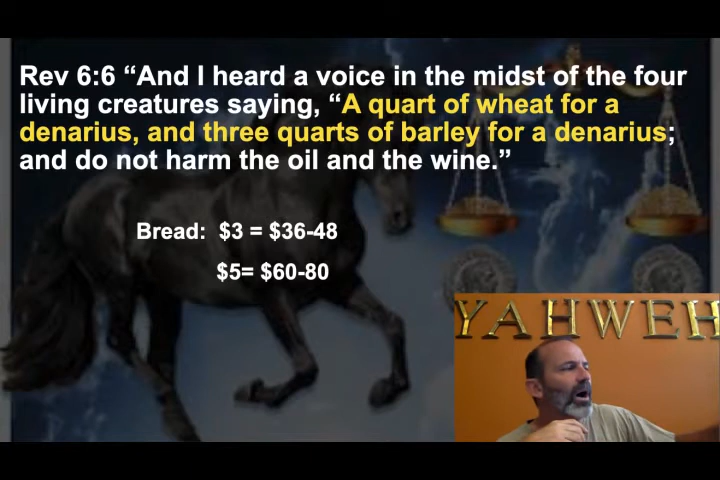 Rev 6:6 “And I heard a voice in the midst of the four
living creatures saying, “A quart of wheat for a
denarius, and three quarts of barley for a denarius;
and do not harm the oil and the wine.”
Bread: $3 = $36-48
$5= $60-80
YAHWEH